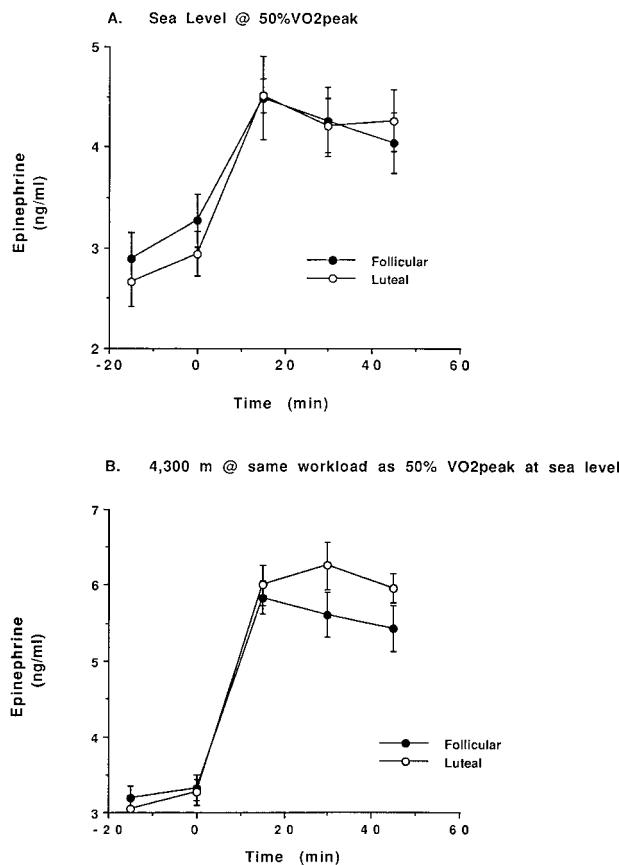 A. Sea Level @ 50%VO2peak
5
4
3
2
Epinephrine
(ng/ml)
Follicular
Luteal
-20 0 20 40 60
Time (min)
B. 4,300 m @ same workload as 50% VO2peak at sea level
7
6
5
4
3
Epinephrine
(ng/ml)
Follicular
Luteal
-20 0 20 40 60
Time (min)